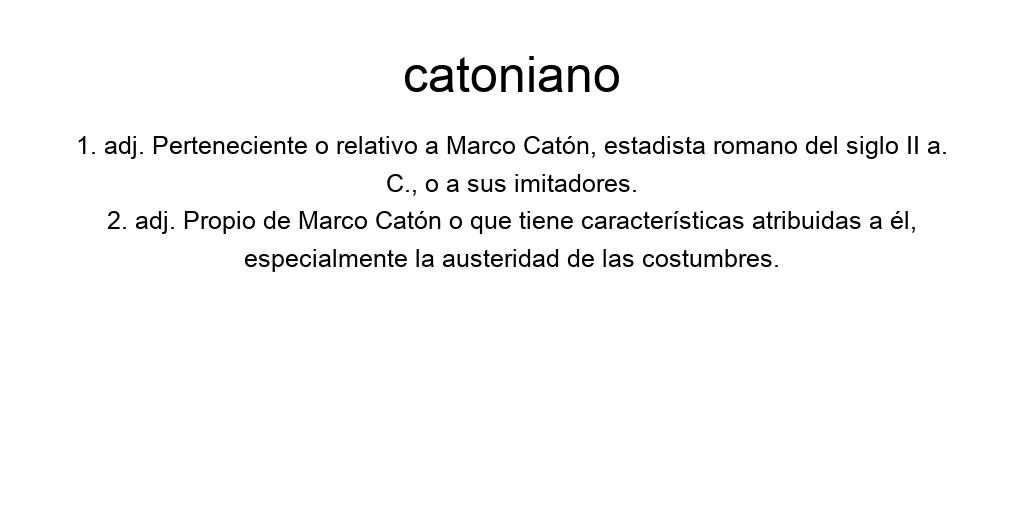 catoniano
1. adj. Perteneciente o relativo a Marco Catón, estadista romano del siglo II a.
C., o a sus imitadores.
2. adj. Propio de Marco Catón o que tiene características atribuidas a él,
especialmente la austeridad de las costumbres.